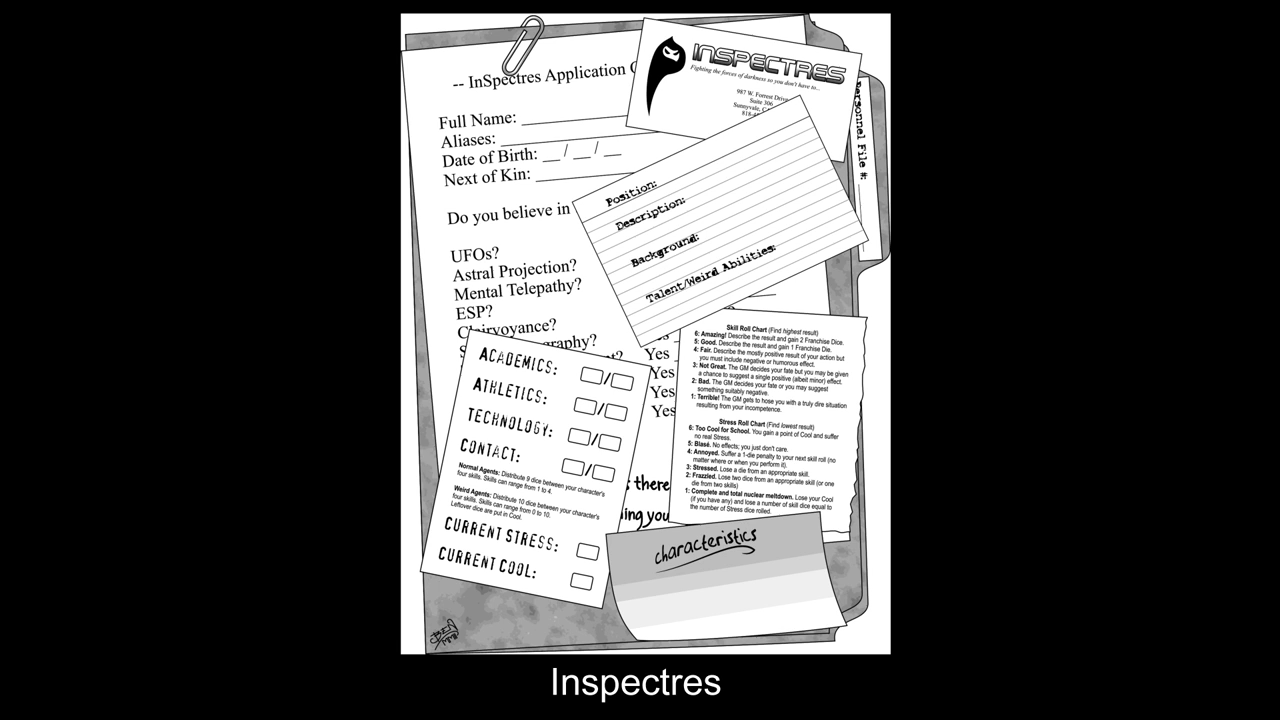 -- InSpectres Application
Full Name:
Aliases:
Date of Birth: __ / __ / __
Next of Kin:
Do you believe in
UFOs?
Astral Projection?
Mental Telepathy?
ESP?
Clairvoyance?
Yes
Yes
Yes
Yes
there
you
INSPECTRES
Fighting the forces of darkness so you don't have to...
987 W. Forrest Drive
Suite 306
Sunnyvale,
Personnel File #:
Position:
Description:
Background:
Talent/Weird Abilities:
ACADEMICS: /
ATHLETICS: /
TECHNOLOGY: /
CONTACT: /
Normal Agents: Distribute 9 dice between your character's
four skills. Skills can range from 1 to 4.
Weird Agents: Distribute 10 dice between your character's
four skills. Skills can range from 0 to 10.
Leftover dice are put in Cool.
CURRENT STRESS:
CURRENT COOL:
Skill Roll Chart (Find highest result)
6: Amazing! Describe the result and gain 2 Franchise Dice.
5: Good. Describe the result and gain 1 Franchise Die.
4: Fair. Describe the mostly positive result of your action but
you must include negative or humorous effect.
3: Not Great. The GM decides your fate but you may be given
a chance to suggest a single positive (albeit minor) effect.
2: Bad. The GM decides your fate or you may suggest
something suitably negative.
1: Terrible! The GM gets to hose you with a truly dire situation
resulting from your incompetence.
Stress Roll Chart (Find lowest result)
6: Too Cool for School. You gain a point of Cool and suffer
no real Stress.
5: Blasé. No effects; you just don't care.
4: Annoyed. Suffer a 1-die penalty to your next skill roll (no
matter where or when you perform it).
3: Stressed. Lose a die from an appropriate skill.
2: Frazzled. Lose two dice from an appropriate skill (or one
die from two skills)
1: Complete and total nuclear meltdown. Lose your Cool
(if you have any) and lose a number of skill dice equal to
the number of Stress dice rolled.
characteristics
Inspectres